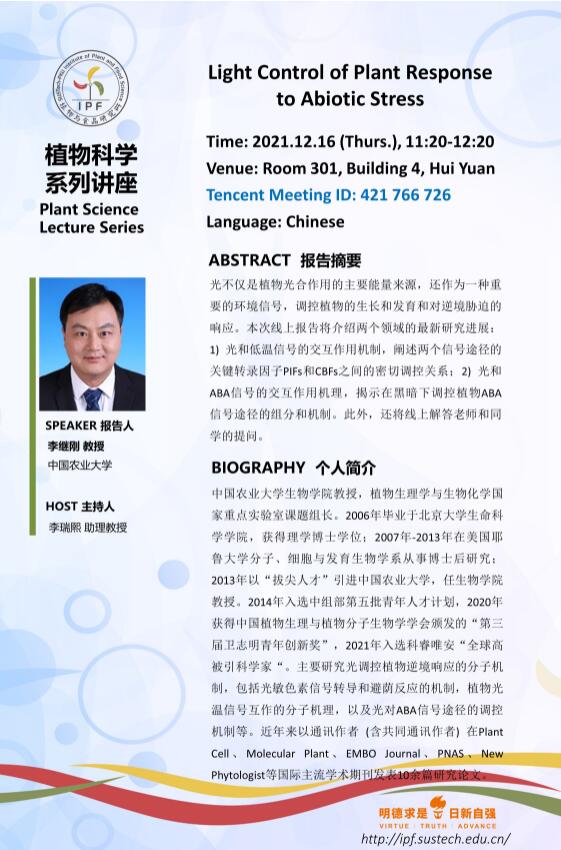 SUSTech-PKU Institute of Plant and Food Science
IPF
植物与食品研究所
植物科学
系列讲座
Plant Science
Lecture Series
SPEAKER 报告人
李继刚 教授
中国农业大学
HOST 主持人
李瑞熙 助理教授
Light Control of Plant Response
to Abiotic Stress
Time: 2021.12.16 (Thurs.), 11:20-12:20
Venue: Room 301, Building 4, Hui Yuan
Tencent Meeting ID: 421 766 726
Language: Chinese
ABSTRACT 报告摘要
光不仅是植物光合作用的主要能量来源，还作为一种重
要的环境信号，调控植物的生长和发育和对逆境胁迫的
响应。本次线上报告将介绍两个领域的最新研究进展：
1) 光和低温信号的交互作用机制，阐述两个信号途径的
关键转录因子PIFs和CBFs之间的密切调控关系；2) 光和
ABA信号的交互作用机理，揭示在黑暗下调控植物ABA
信号途径的组分和机制。此外，还将线上解答老师和同
学的提问。
BIOGRAPHY 个人简介
中国农业大学生物学院教授，植物生理学与生物化学国
家重点实验室课题组长。2006年毕业于北京大学生命科
学学院，获得理学博士学位；2007年-2013年在美国耶
鲁大学分子、细胞与发育生物学系从事博士后研究；
2013年以“拔尖人才”引进中国农业大学，任生物学院
教授。2014年入选中组部第五批青年人才计划，2020年
获得中国植物生理与植物分子生物学学会颁发的“第三
届卫志明青年创新奖”，2021年入选科睿唯安“全球高
被引科学家“。主要研究光调控植物逆境响应的分子机
制，包括光敏色素信号转导和避荫反应的机制，植物光
温信号互作的分子机理，以及光对ABA信号途径的调控
机制等。近年来以通讯作者 (含共同通讯作者) 在Plant
Cell、Molecular Plant、EMBO Journal、PNAS、New
Phytologist等国际主流学术期刊发表10余篇研究论文。
明德求是 日新自强
VIRTUE TRUTH ADVANCE
http://ipf.sustech.edu.cn/